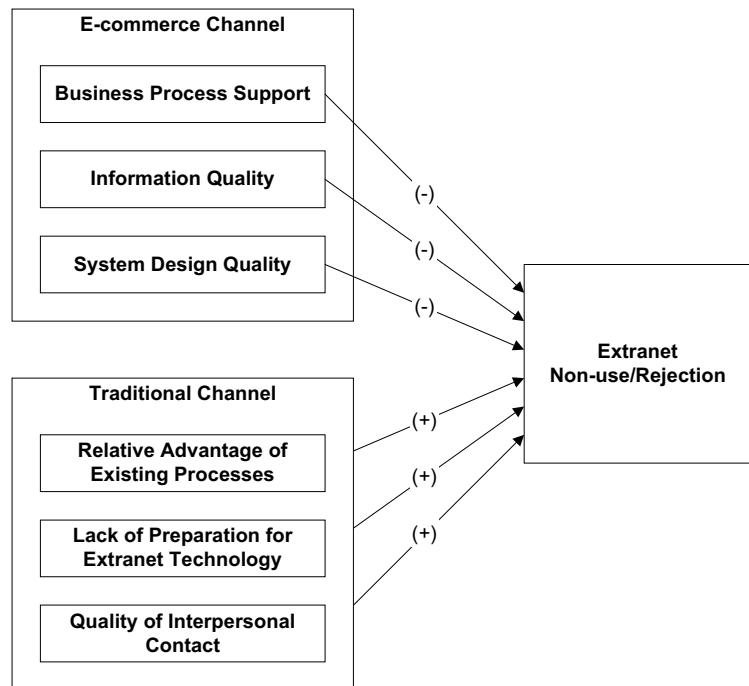 E-commerce Channel
Business Process Support
Information Quality
System Design Quality
(-)
(-)
(-)
Extranet
Non-use/Rejection
Traditional Channel
Relative Advantage of
Existing Processes
Lack of Preparation for
Extranet Technology
Quality of Interpersonal
Contact
(+)
(+)
(+)